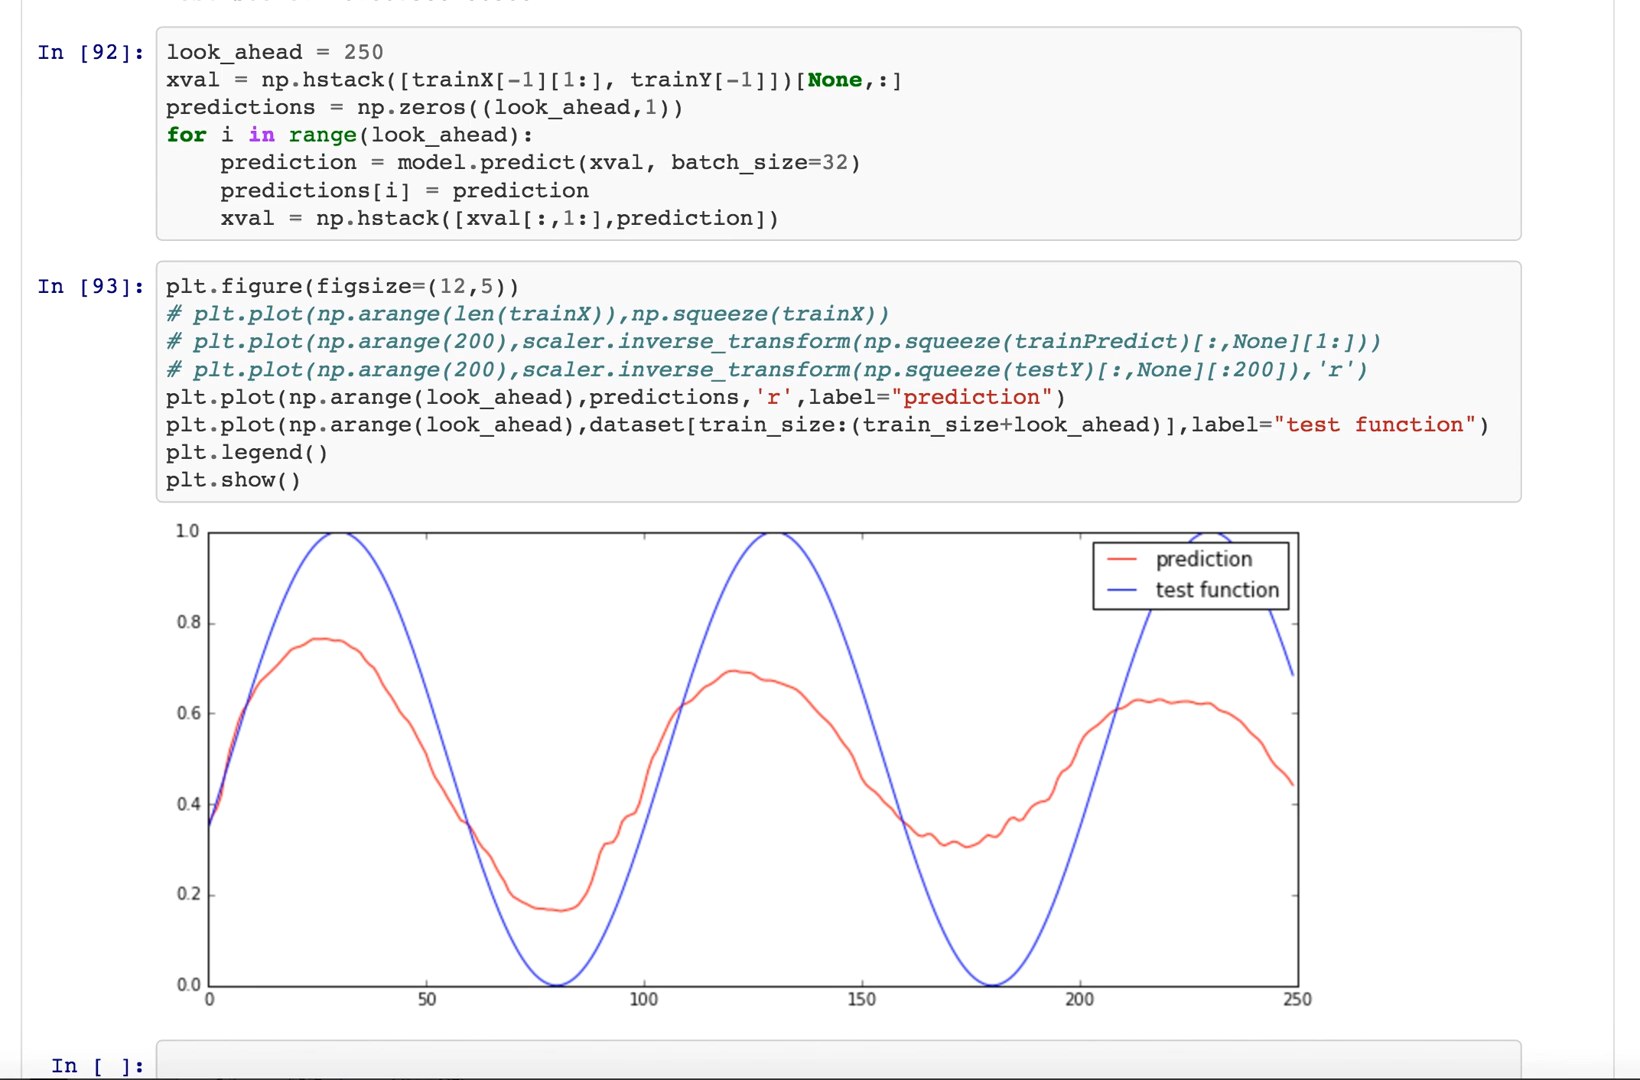 In [92]:
look_ahead = 250
xval = np.hstack([trainX[-1][1:], trainY[-1]])[None,:]
predictions = np.zeros((look_ahead,1))
for i in range(look_ahead):
    prediction = model.predict(xval, batch_size=32)
    predictions[i] = prediction
    xval = np.hstack([xval[:,1:],prediction])
In [93]:
plt.figure(figsize=(12,5))
# plt.plot(np.arange(len(trainX)),np.squeeze(trainX))
# plt.plot(np.arange(200),scaler.inverse_transform(np.squeeze(trainPredict)[:,None][1:]))
# plt.plot(np.arange(200),scaler.inverse_transform(np.squeeze(testY)[:,None][:200]),'r')
plt.plot(np.arange(look_ahead),predictions,'r',label="prediction")
plt.plot(np.arange(look_ahead),dataset[train_size:(train_size+look_ahead)],label="test function")
plt.legend()
plt.show()
1.0
prediction
test function
0.8
0.6
0.4
0.2
0.0
0 50 100 150 200 250
In [ ]: